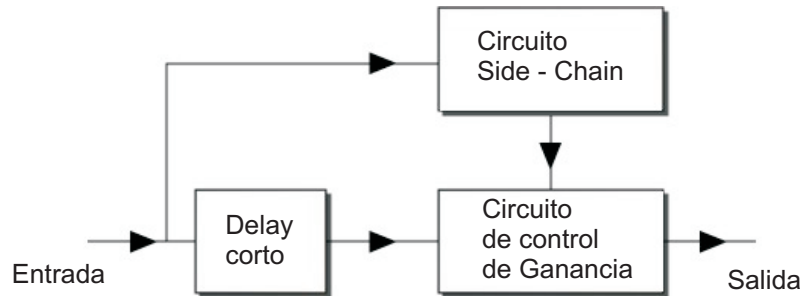 Circuito
Side - Chain
Entrada
Delay
corto
Circuito
de control
de Ganancia
Salida